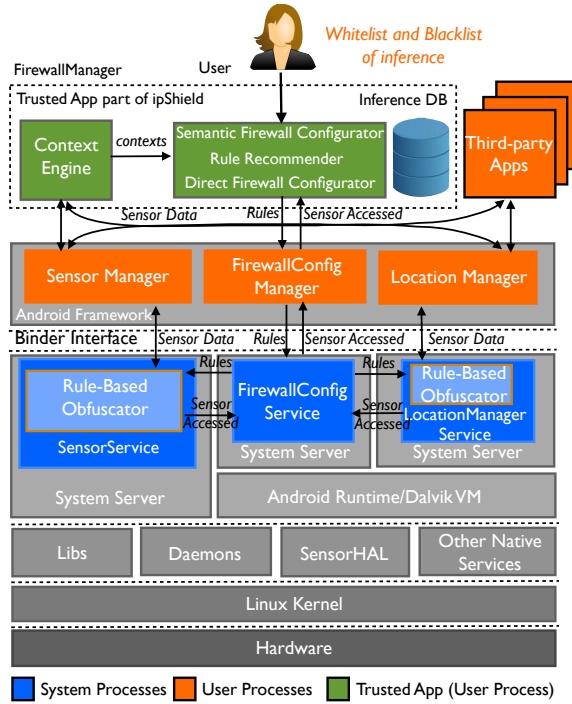 Whitelist and Blacklist
of inference
User
FirewallManager
Trusted App part of ipShield
Inference DB
Context
Engine
contexts
Semantic Firewall Configurator
Rule Recommender
Direct Firewall Configurator
Third-party
Apps
Sensor Data
Rules
Sensor Accessed
Sensor Manager
FirewallConfig
Manager
Location Manager
Android Framework
Binder Interface
Sensor Data
Rules
Sensor Accessed
Sensor Data
Rule-Based
Obfuscator
SensorService
System Server
Rules
Sensor
Accessed
FirewallConfig
Service
System Server
Rules
Sensor
Accessed
Rule-Based
Obfuscator
LocationManager
Service
System Server
Android Runtime/Dalvik VM
Libs
Daemons
SensorHAL
Other Native
Services
Linux Kernel
Hardware
System Processes
User Processes
Trusted App (User Process)